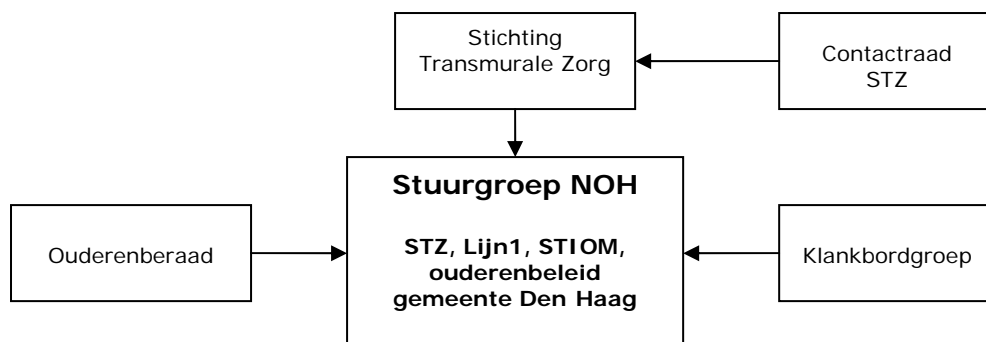 Stichting
Transmurale Zorg
Contactraad
STZ
Stuurgroep NOH
STZ, Lijn1, STIOM,
ouderenbeleid
gemeente Den Haag
Ouderenberaad
Klankbordgroep